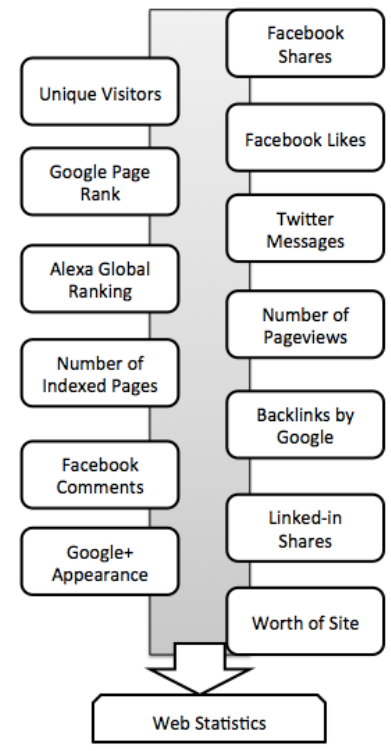 Facebook
Shares
Unique Visitors
Facebook Likes
Google Page
Rank
Twitter
Messages
Alexa Global
Ranking
Number of
Pageviews
Number of
Indexed Pages
Backlinks by
Google
Facebook
Comments
Linked-in
Shares
Google+
Appearance
Worth of Site
Web Statistics